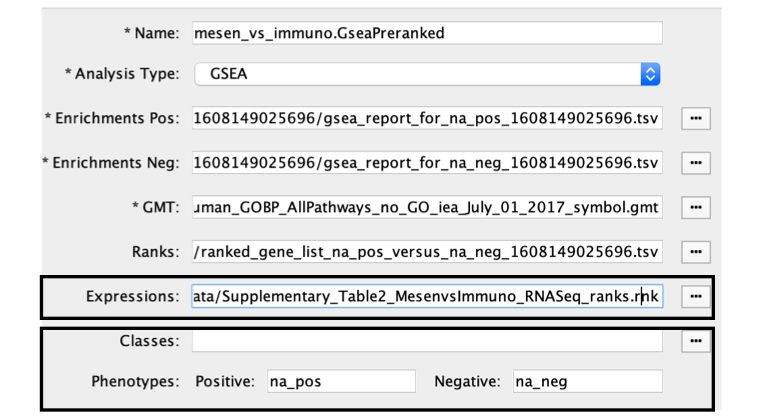 * Name: mesen_vs_immuno.GseaPreranked
* Analysis Type: GSEA
* Enrichments Pos: 1608149025696/gsea_report_for_na_pos_1608149025696.tsv ...
* Enrichments Neg: 1608149025696/gsea_report_for_na_neg_1608149025696.tsv ...
* GMT: uman_GOBP_AllPathways_no_GO_iea_July_01_2017_symbol.gmt ...
Ranks: /ranked_gene_list_na_pos_versus_na_neg_1608149025696.tsv ...
Expressions: ata/Supplementary_Table2_MesenvsImmuno_RNASeq_ranks.rnk ...
Classes: ...
Phenotypes: Positive: na_pos Negative: na_neg